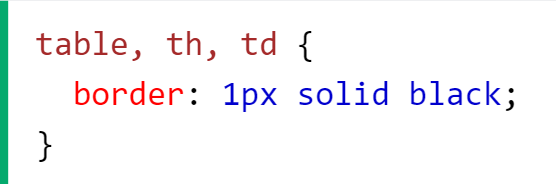 table, th, td {
  border: 1px solid black;
}